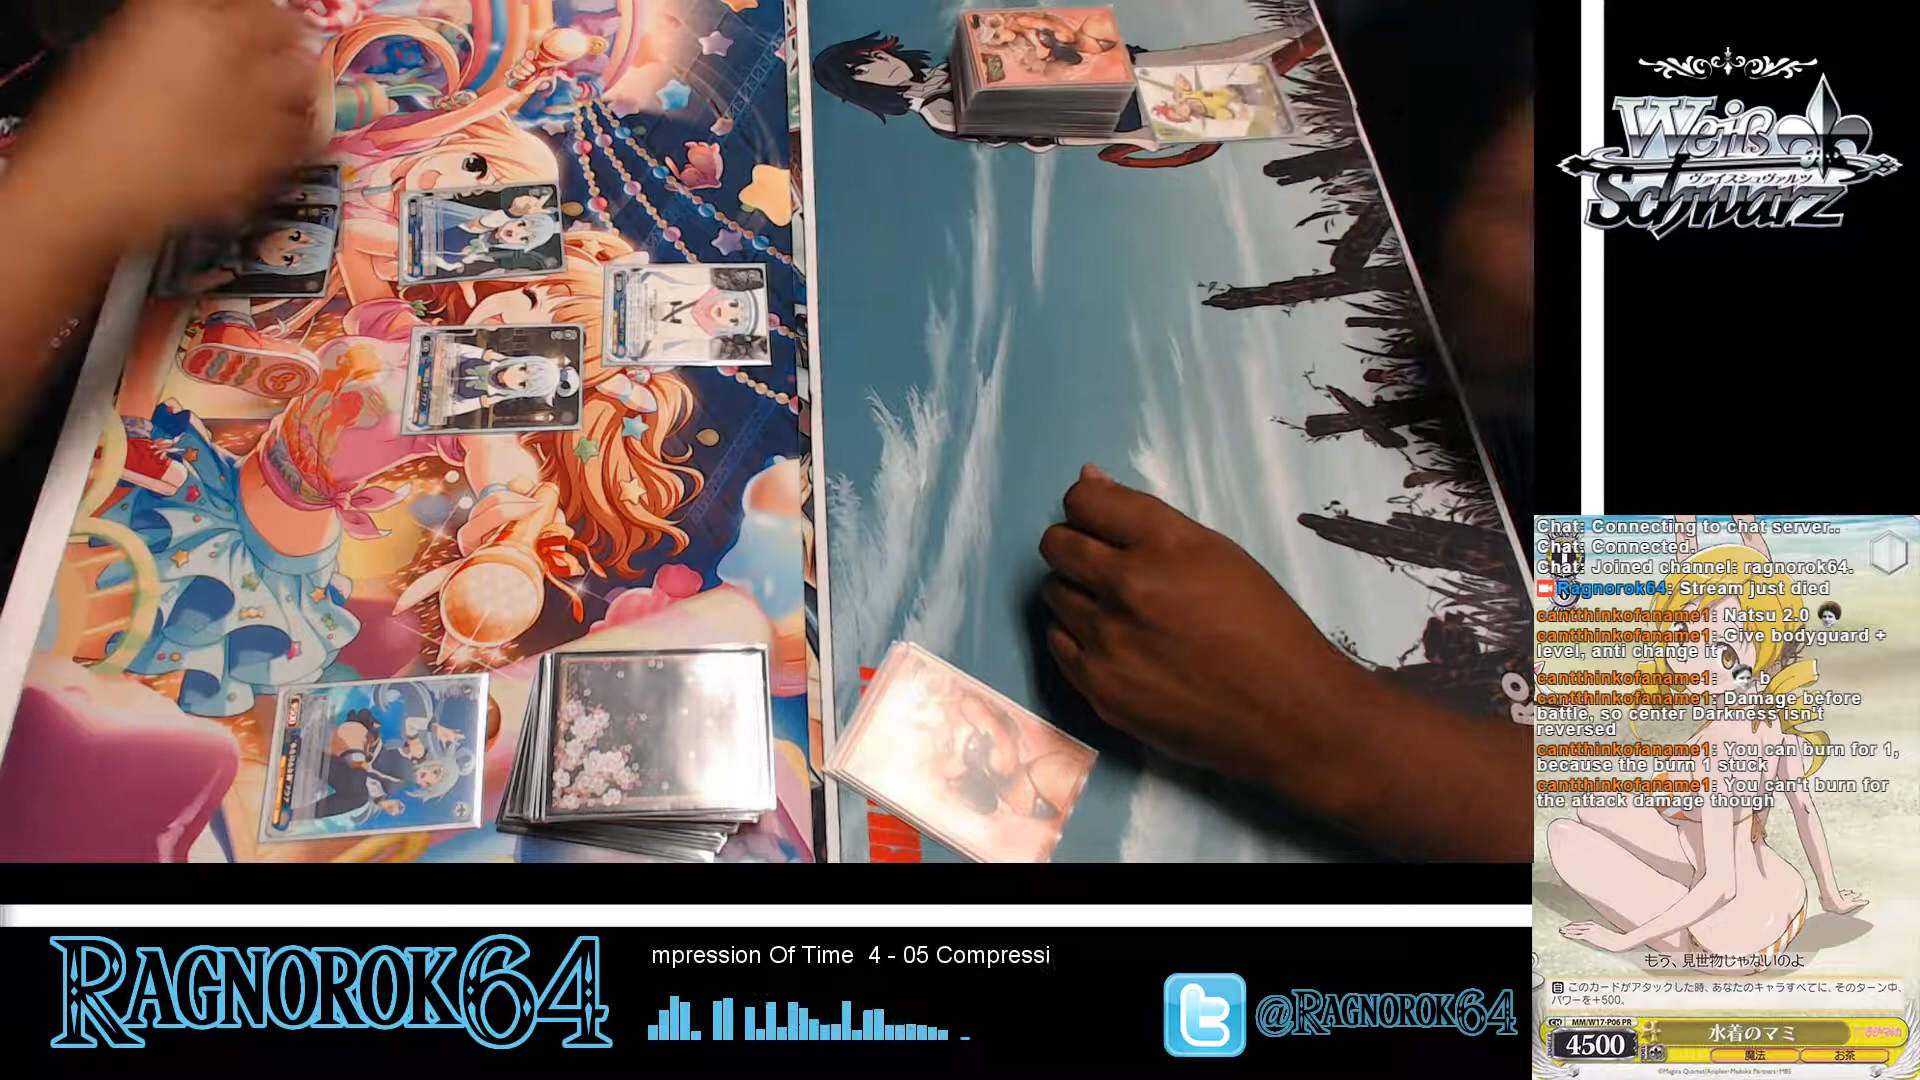 Weiß
ヴァイスシュヴァルツ
Schwarz
Chat: Connecting to chat server..
Chat: Connected.
Chat: Joined channel: ragnorok64.
Ragnorok64: Stream just died
cantthinkofaname1: Natsu 2.0
cantthinkofaname1: Give bodyguard +
level, anti change it
cantthinkofaname1: b
cantthinkofaname1: Damage before
battle, so center Darkness isn't
reversed
cantthinkofaname1: You can burn for 1,
because the burn 1 stuck
cantthinkofaname1: You can't burn for
the attack damage though
もう、見世物じゃないのよ
このカードがアタックした時、あなたのキャラすべてに、そのターン中、
パワーを+500。
CH MM/W17-P06 PR
4500 水着のマミ
魔法 お茶
RAGNOROK64
mpression Of Time 4 - 05 Compressi
@RAGNOROK64